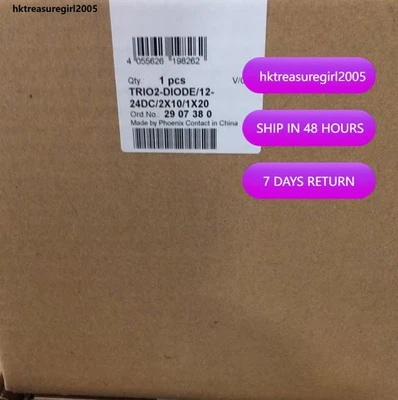 hktreasuregirl2005
4 055626 198262
Qty.: 1 pcs
TRIO2-DIODE/12-
24DC/2X10/1X20
Ord No.: 29 07 38 0
Made by Phoenix Contact in China
hktreasuregirl2005
SHIP IN 48 HOURS
7 DAYS RETURN